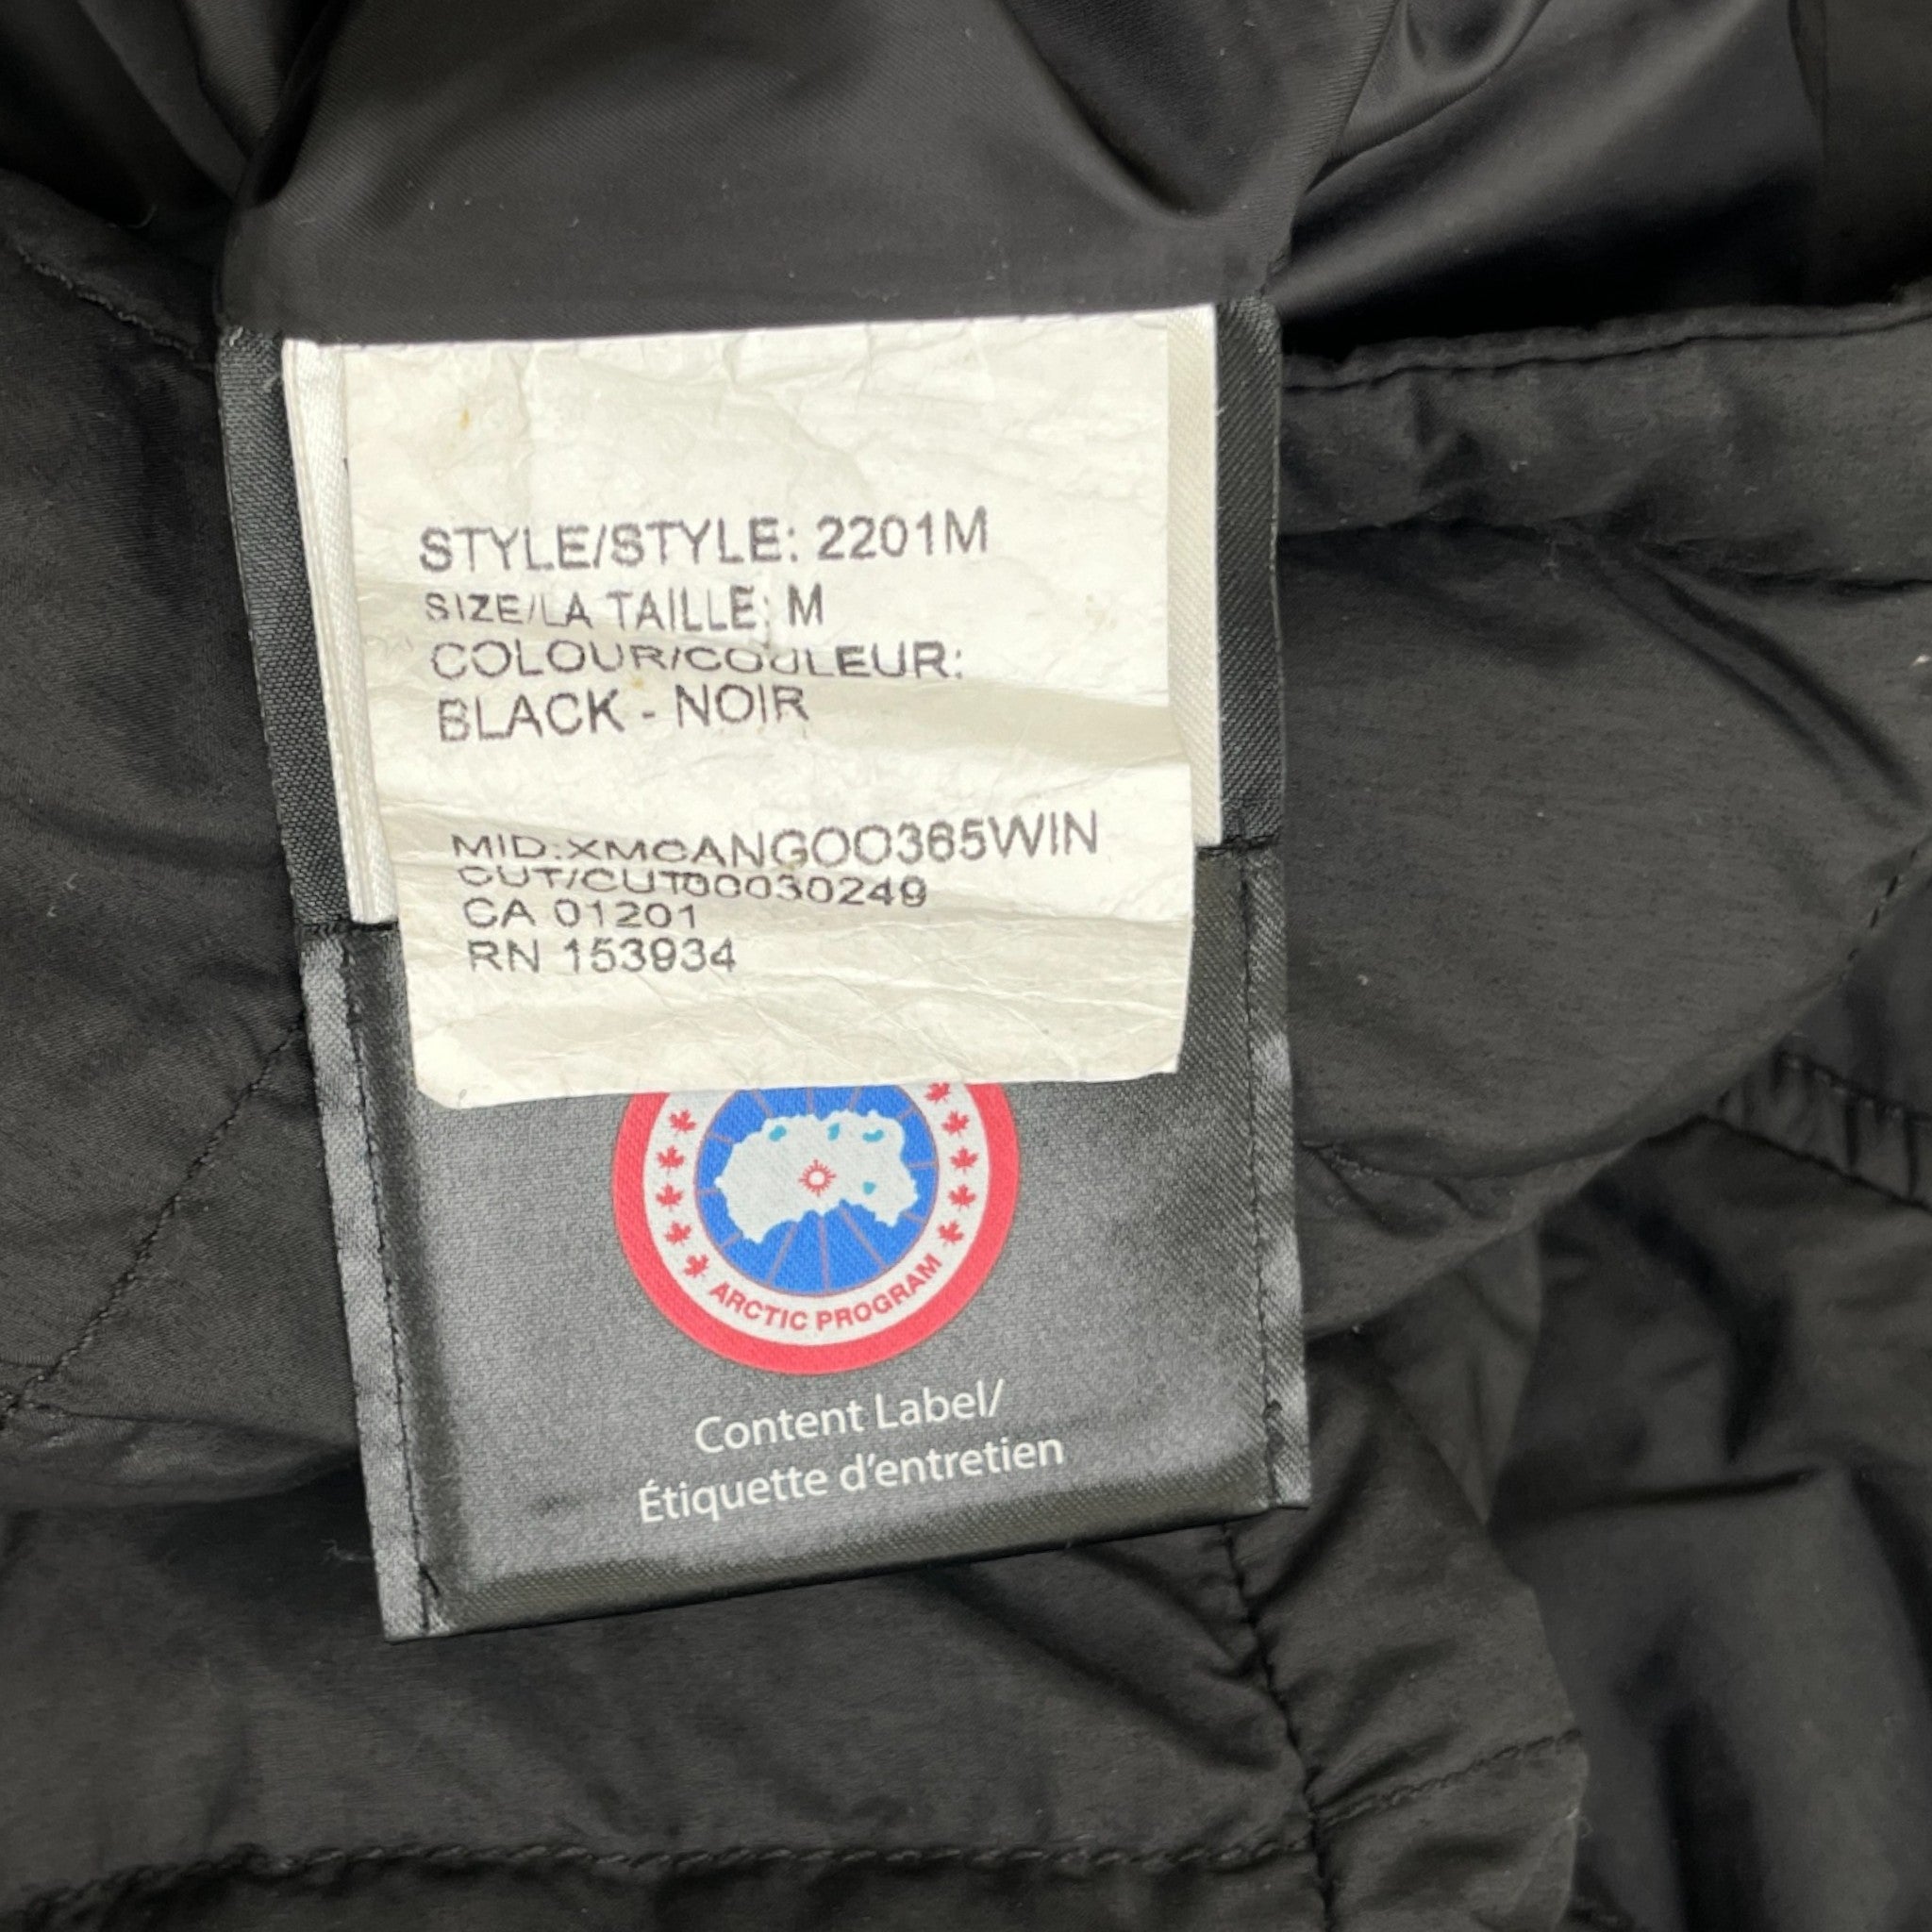 STYLE/STYLE: 2201M
SIZE/LA TAILLE: M
COLOUR/COULEUR:
BLACK - NOIR
MID:XMCANGOO365WIN
CUT/CUT00030249
CA 01201
RN 153934
ARCTIC PROGRAM
Content Label/
Étiquette d'entretien